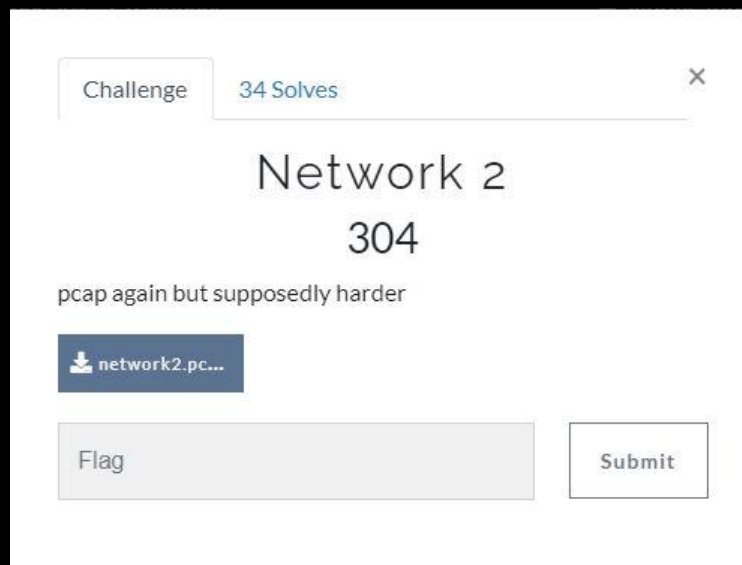 Challenge
34 Solves
×
Network 2
304
pcap again but supposedly harder
network2.pc...
Flag
Submit